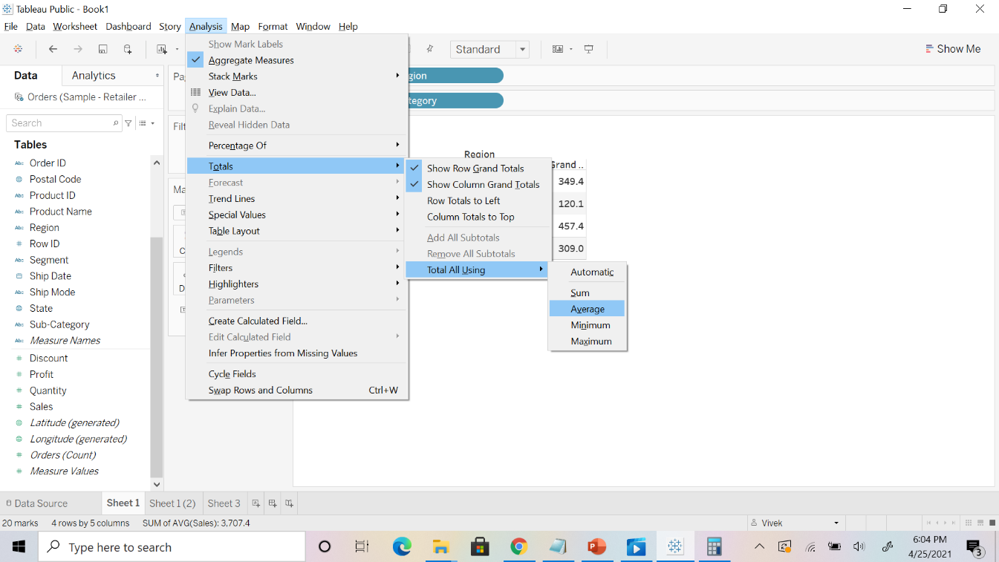 Tableau Public - Book1
File Data Worksheet Dashboard Story Analysis Map Format Window Help
Standard
Show Me
Data
Analytics
Orders (Sample - Retailer ...
Search
Tables
Abc Order ID
Postal Code
Abc Product ID
Abc Product Name
Abc Region
# Row ID
Abc Segment
Ship Date
Abc Ship Mode
State
Abc Sub-Category
Abc Measure Names
# Discount
# Profit
# Quantity
# Sales
Latitude (generated)
Longitude (generated)
# Orders (Count)
# Measure Values
Pa
Filt
Ma
C
D
Show Mark Labels
Aggregate Measures
Stack Marks
View Data...
Explain Data...
Reveal Hidden Data
Percentage Of
Totals
Forecast
Trend Lines
Special Values
Table Layout
Legends
Filters
Highlighters
Parameters
Create Calculated Field...
Edit Calculated Field
Infer Properties from Missing Values
Cycle Fields
Swap Rows and Columns Ctrl+W
gion
tegory
Region
Grand ..
349.4
120.1
457.4
309.0
Show Row Grand Totals
Show Column Grand Totals
Row Totals to Left
Column Totals to Top
Add All Subtotals
Remove All Subtotals
Total All Using
Automatic
Sum
Average
Minimum
Maximum
Data Source Sheet 1 Sheet 1 (2) Sheet 3
20 marks 4 rows by 5 columns SUM of AVG(Sales): 3,707.4
Vivek
Type here to search
6:04 PM
4/25/2021
3